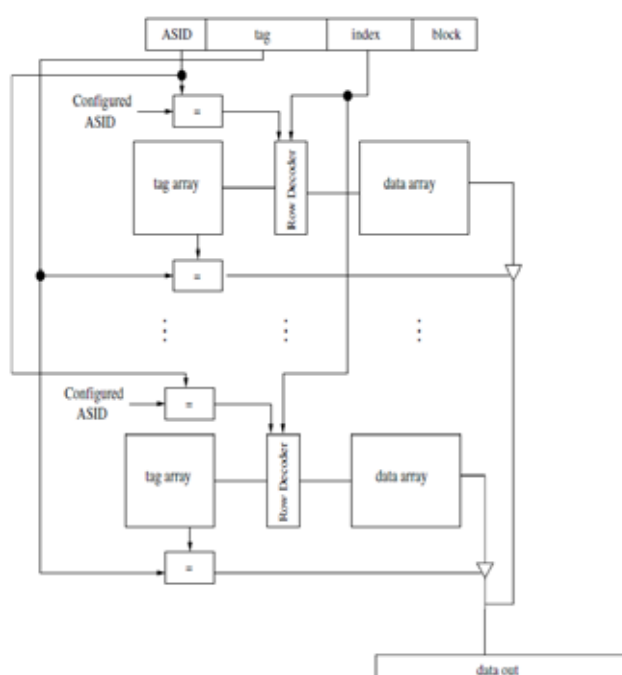 ASID tag index block
Configured
ASID
=
tag array
Row Decoder
data array
=
Configured
ASID
=
tag array
Row Decoder
data array
=
data out